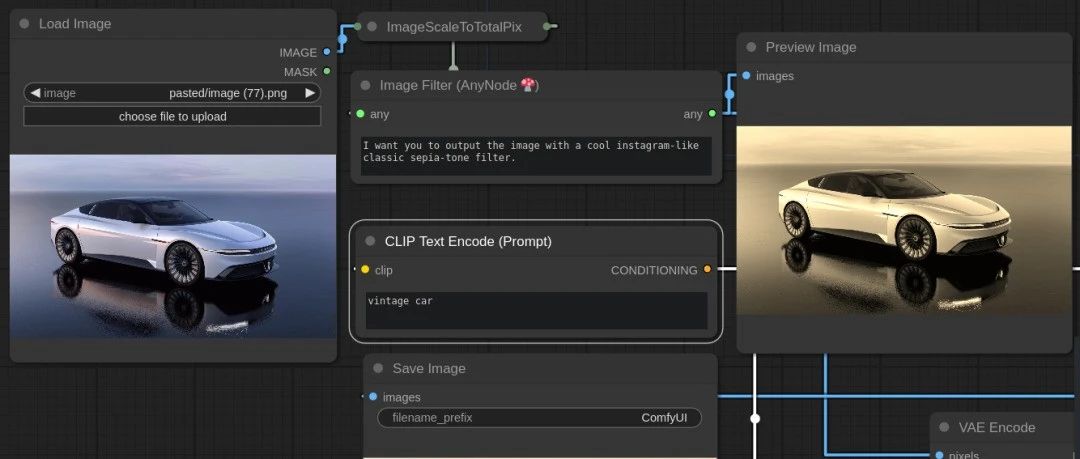 Load Image
IMAGE
MASK
image pasted/image (77).png
choose file to upload
ImageScaleToTotalPix
Image Filter (AnyNode 🍄)
any any
I want you to output the image with a cool instagram-like
classic sepia-tone filter.
CLIP Text Encode (Prompt)
clip CONDITIONING
vintage car
Save Image
images
filename_prefix ComfyUI
Preview Image
images
VAE Encode
pixels